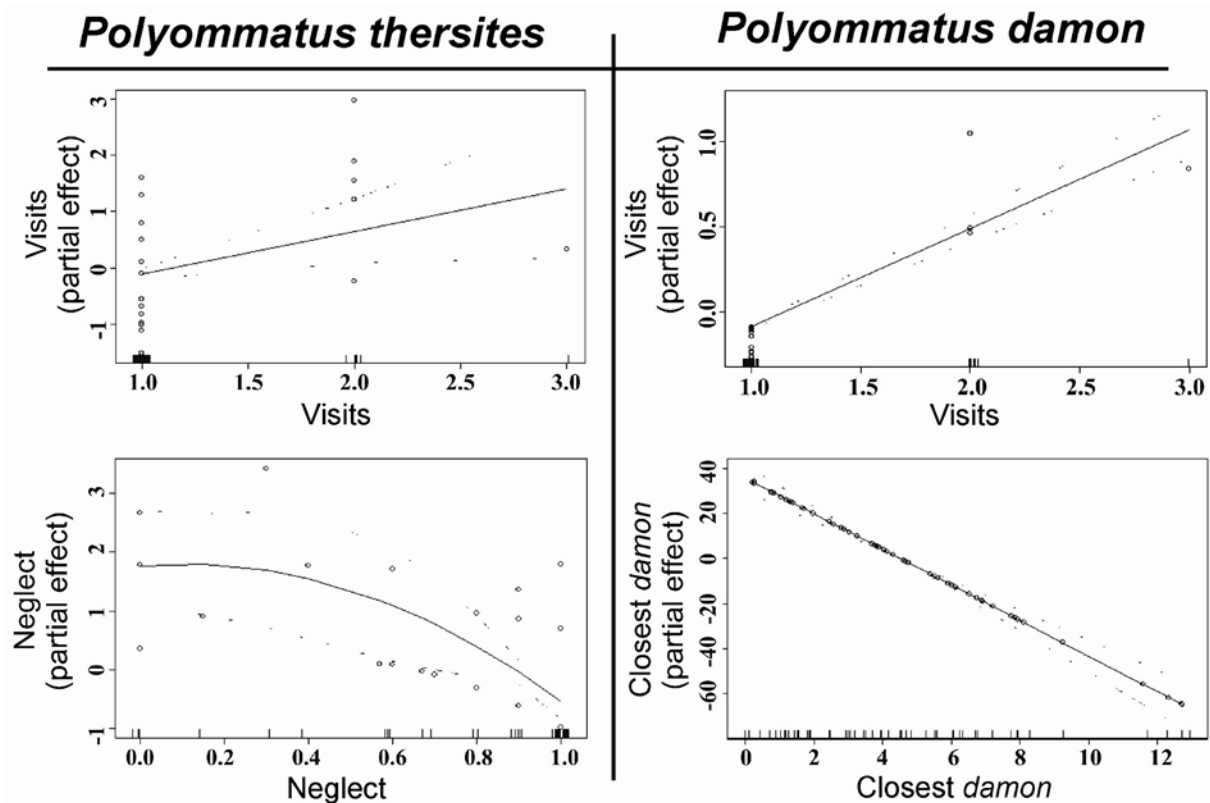 Polyommatus thersites
Polyommatus damon
Visits
(partial effect)
3
2
1
0
-1
1.0 1.5 2.0 2.5 3.0
Visits
Visits
(partial effect)
1.0
0.5
0.0
1.0 1.5 2.0 2.5 3.0
Visits
Neglect
(partial effect)
3
2
1
0
-1
0.0 0.2 0.4 0.6 0.8 1.0
Neglect
Closest damon
(partial effect)
40
20
0
-20
-40
-60
0 2 4 6 8 10 12
Closest damon